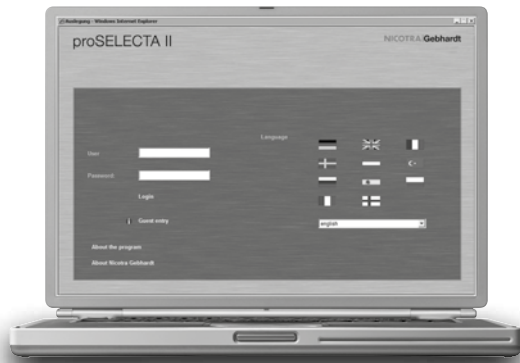 Auslegung - Windows Internet Explorer
proSELECTA II
NICOTRA Gebhardt
Language
User
Password
Login
i Guest entry
english
About the program
About Nicotra Gebhardt